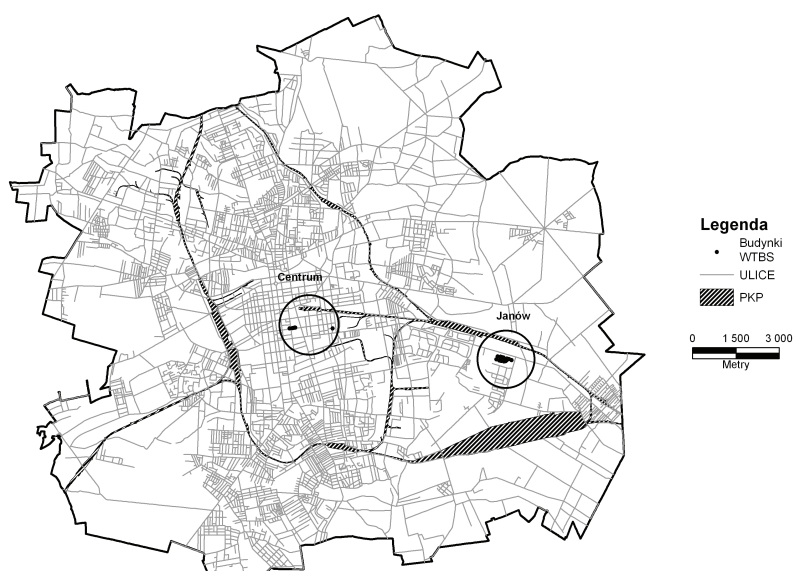 Centrum
Janów
Legenda
Budynki
WTBS
ULICE
PKP
0 1 500 3 000
Metry